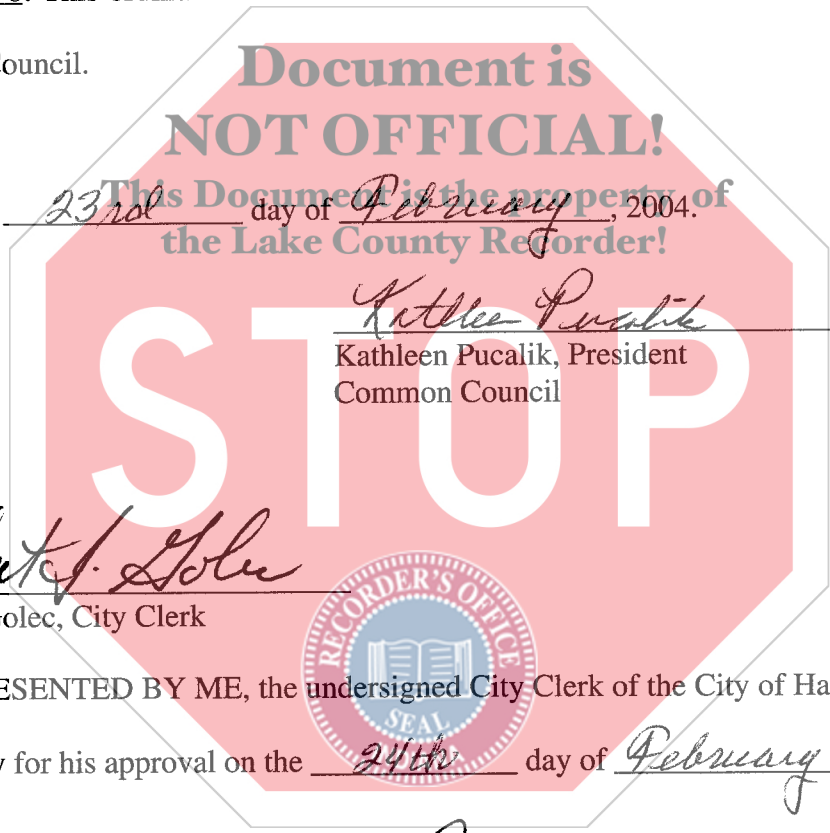 Council.
Document is
NOT OFFICIAL!
This Document is the property of
the Lake County Recorder!
23rd day of February, 2004.
Kathleen Pucalik
Kathleen Pucalik, President
Common Council
STOP
J. Golec
olec, City Clerk
RECORDER'S OFFICE
SEAL
ESENTED BY ME, the undersigned City Clerk of the City of Ha
for his approval on the 24th day of February